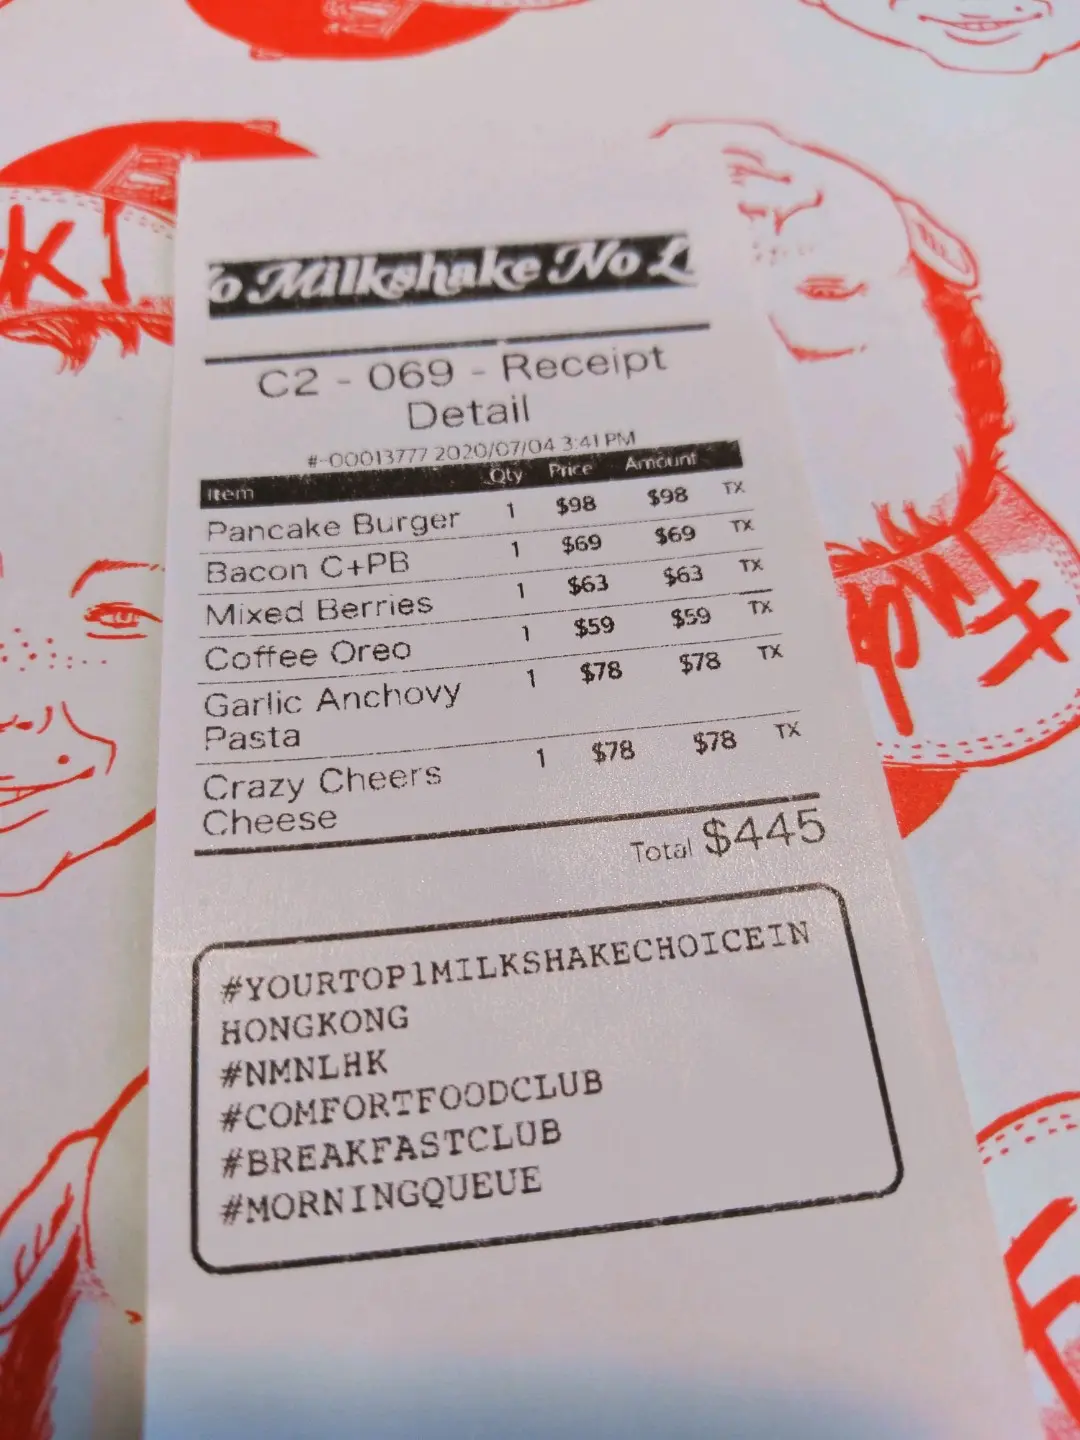 o Milkshake No L
C2 - 069 - Receipt
Detail
#-00013777 2020/07/04 3:41 PM
Item Qty Price Amount
Pancake Burger 1 $98 $98 TX
Bacon C+PB 1 $69 $69 TX
Mixed Berries 1 $63 $63 TX
Coffee Oreo 1 $59 $59 TX
Garlic Anchovy 1 $78 $78 TX
Pasta
Crazy Cheers 1 $78 $78 TX
Cheese
Total $445
#YOURTOP1MILKSHAKECHOICEIN
HONGKONG
#NMNLHK
#COMFORTFOODCLUB
#BREAKFASTCLUB
#MORNINGQUEUE